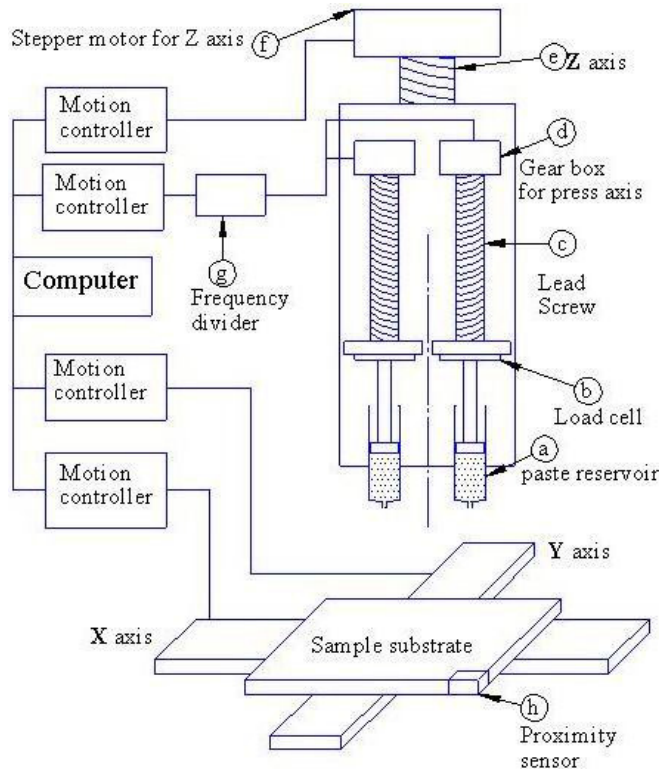 Stepper motor for Z axis
f
e
Z axis
Motion
controller
d
Gear box
for press axis
Motion
controller
c
g
Computer
Frequency
divider
Lead
Screw
b
Load cell
Motion
controller
a
paste reservoir
Motion
controller
Y axis
X axis
Sample substrate
h
Proximity
sensor